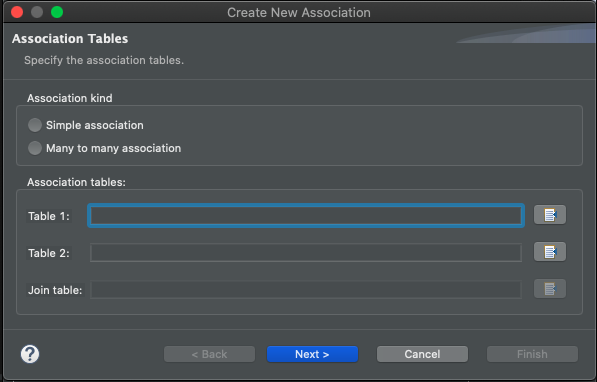 Create New Association
Association Tables
Specify the association tables.
Association kind
Simple association
Many to many association
Association tables:
Table 1:
Table 2:
Join table:
?
< Back
Next >
Cancel
Finish